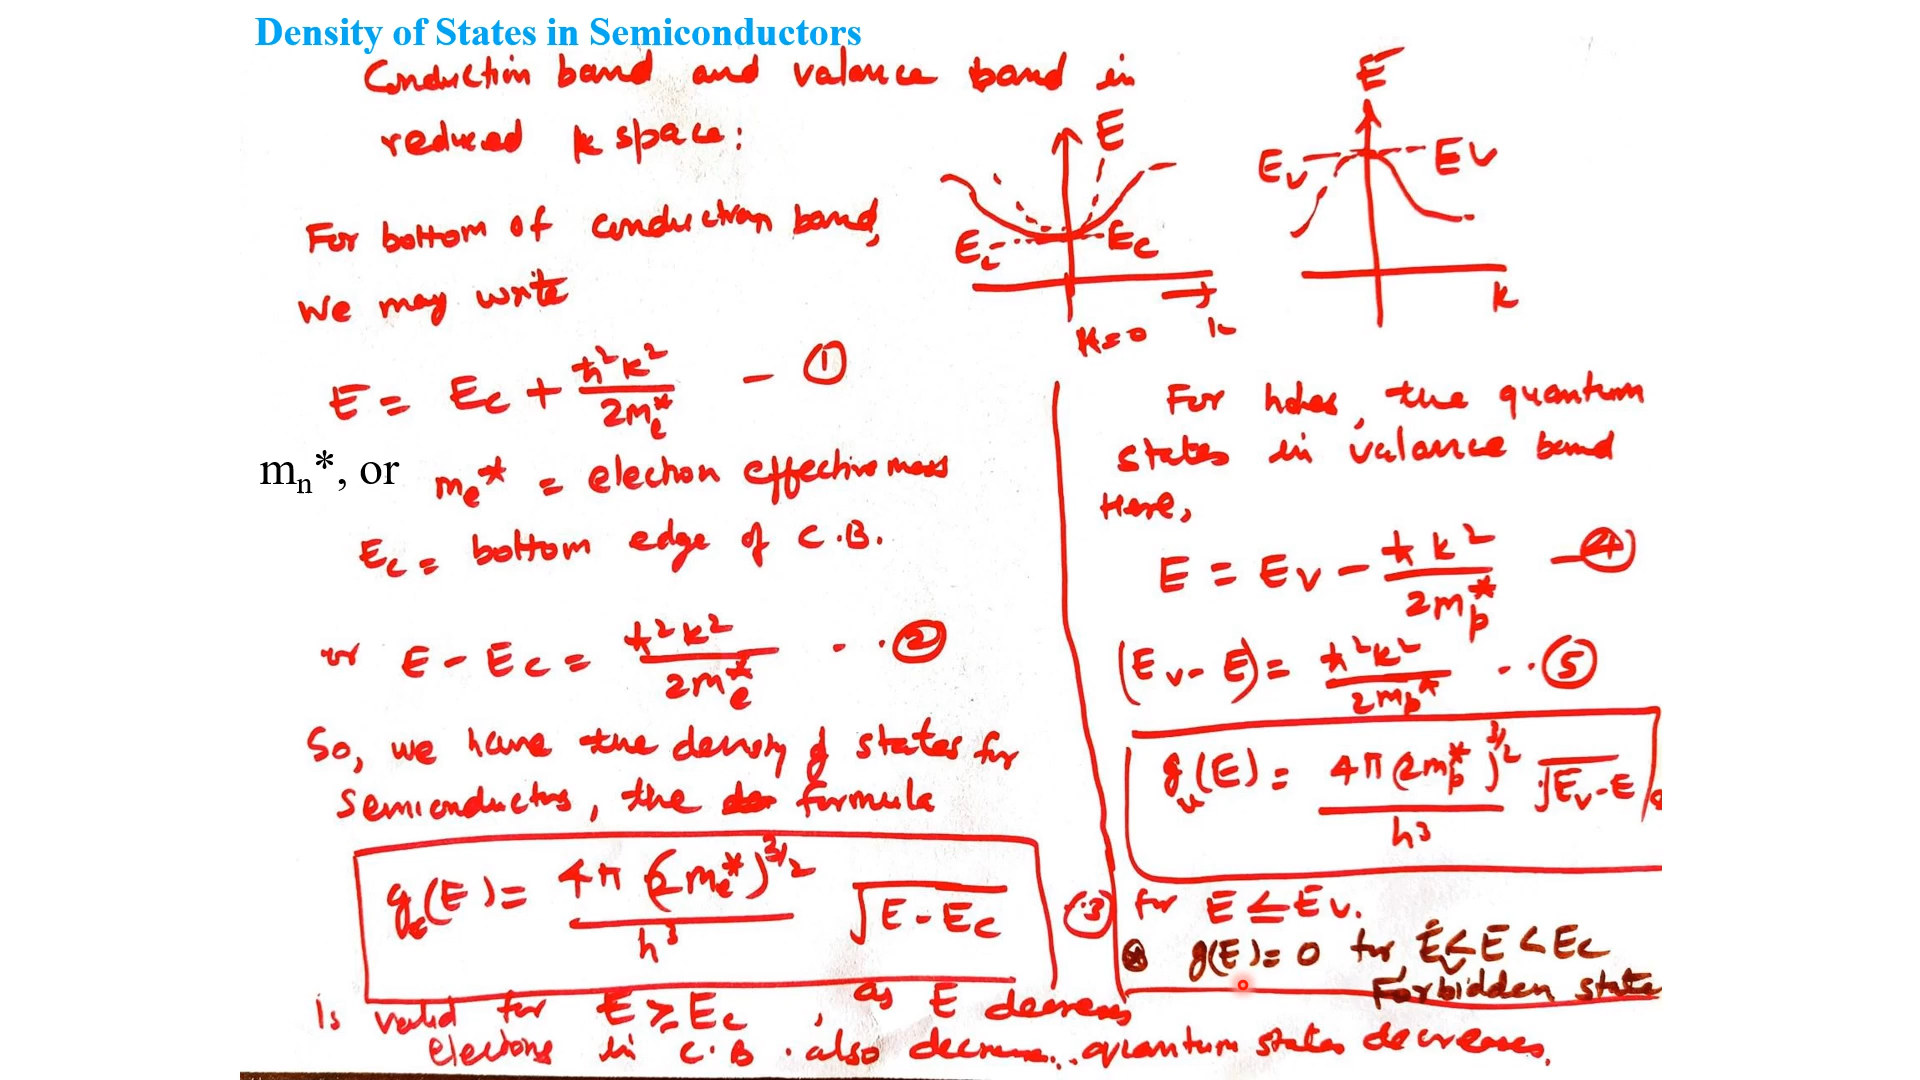 Density of States in Semiconductors
Conduction band and valance band in
reduced k space:
E
Ec
Ec
K=0
k
E
Ev
Ev
k
For bottom of conduction band,
we may write
E = Ec + ħ²k²/2me* - ①
mn*, or me* = electron effective mass
Ec = bottom edge of C.B.
or E - Ec = ħ²k²/2me* - .. ②
So, we have the density of states for
semiconductors, the formula
gc(E) = 4π(2me*)^3/2 / h³ √E - Ec (3)
is valid for E ≥ Ec, as E decreases
electrons in C.B. also decrease.. quantum states decreases.
For holes, the quantum
states in valance band
Here,
E = Ev - ħk²/2mp* - ④
(Ev - E) = ħ²k²/2mp* .. ⑤
gv(E) = 4π(2mp*)^3/2 / h³ √Ev-E
for E ≤ Ev.
g(E) = 0 for Ev < E < Ec
Forbidden state